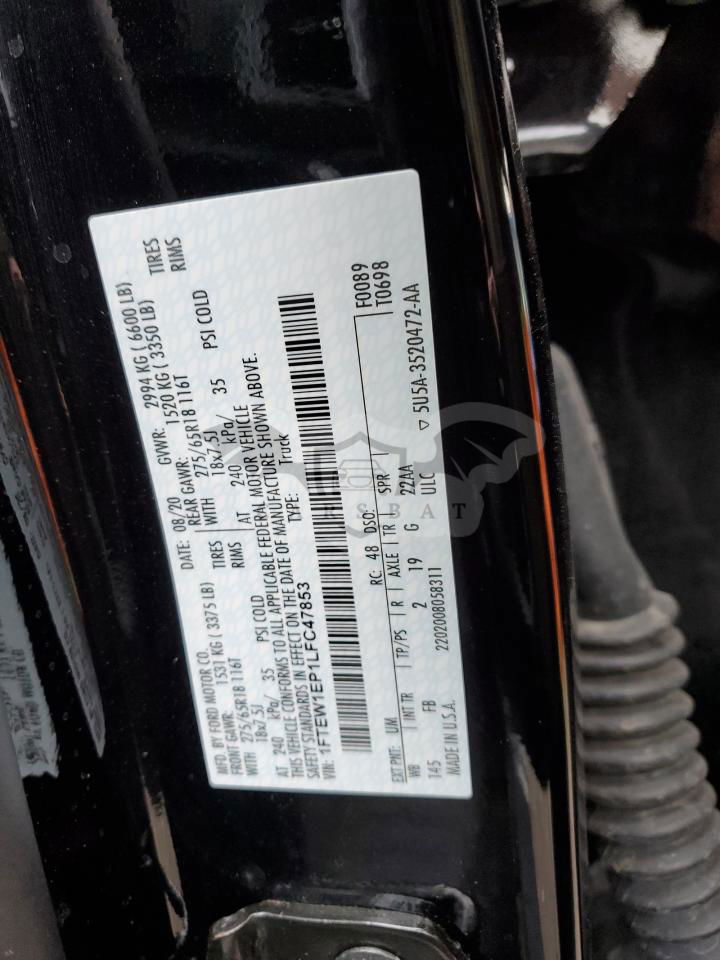 MFD. BY FORD MOTOR CO.
DATE: 08/20 GVWR: 2994 KG ( 6600 LB)
FRONT GAWR: 1531 KG ( 3375 LB) REAR GAWR: 1520 KG ( 3350 LB)
WITH 275/65R18 116T TIRES WITH 275/65R18 116T TIRES
18x7.5J RIMS 18x7.5J RIMS
AT 240 kPa/ 35 PSI COLD AT 240 kPa/ 35 PSI COLD
THIS VEHICLE CONFORMS TO ALL APPLICABLE FEDERAL MOTOR VEHICLE
SAFETY STANDARDS IN EFFECT ON THE DATE OF MANUFACTURE SHOWN ABOVE.
VIN: 1FTEW1EP1LFC47853 TYPE: Truck
F0089
EXT PNT: UM RC: 48 DSO: T0698
WB INT TR TP/PS R AXLE TR SPR
145 FB 2 19 G 22AA
MADE IN U.S.A. 2202008058311 ULC ▽ 5U5A-3520472-AA
RSBAT